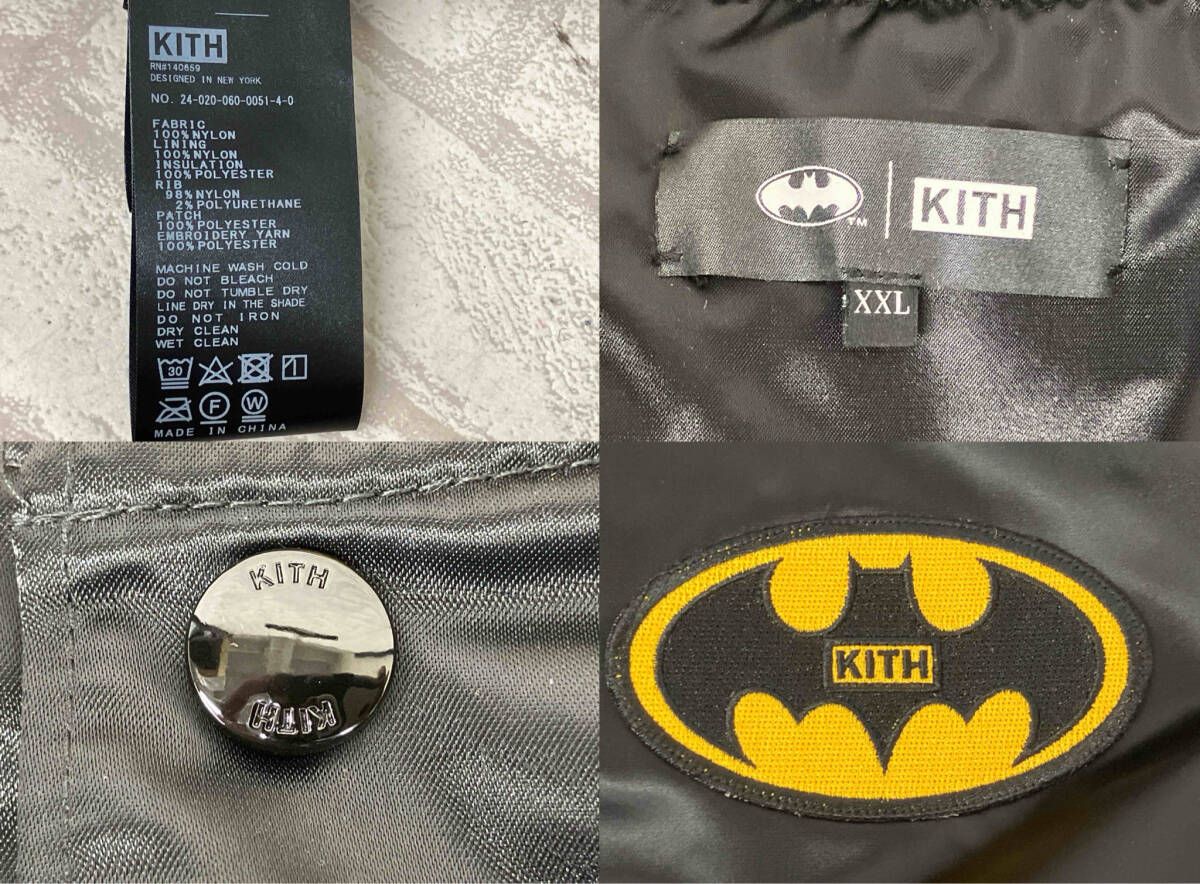 KITH
RN#140659
DESIGNED IN NEW YORK
NO. 24-020-060-0051-4-0
FABRIC
100%NYLON
LINING
100%NYLON
INSULATION
100%POLYESTER
RIB
98%NYLON
2%POLYURETHANE
PATCH
100%POLYESTER
EMBROIDERY YARN
100%POLYESTER
MACHINE WASH COLD
DO NOT BLEACH
DO NOT TUMBLE DRY
LINE DRY IN THE SHADE
DO NOT IRON
DRY CLEAN
WET CLEAN
30
F W
MADE IN CHINA
TM KITH
XXL
KITH
KITH
KITH